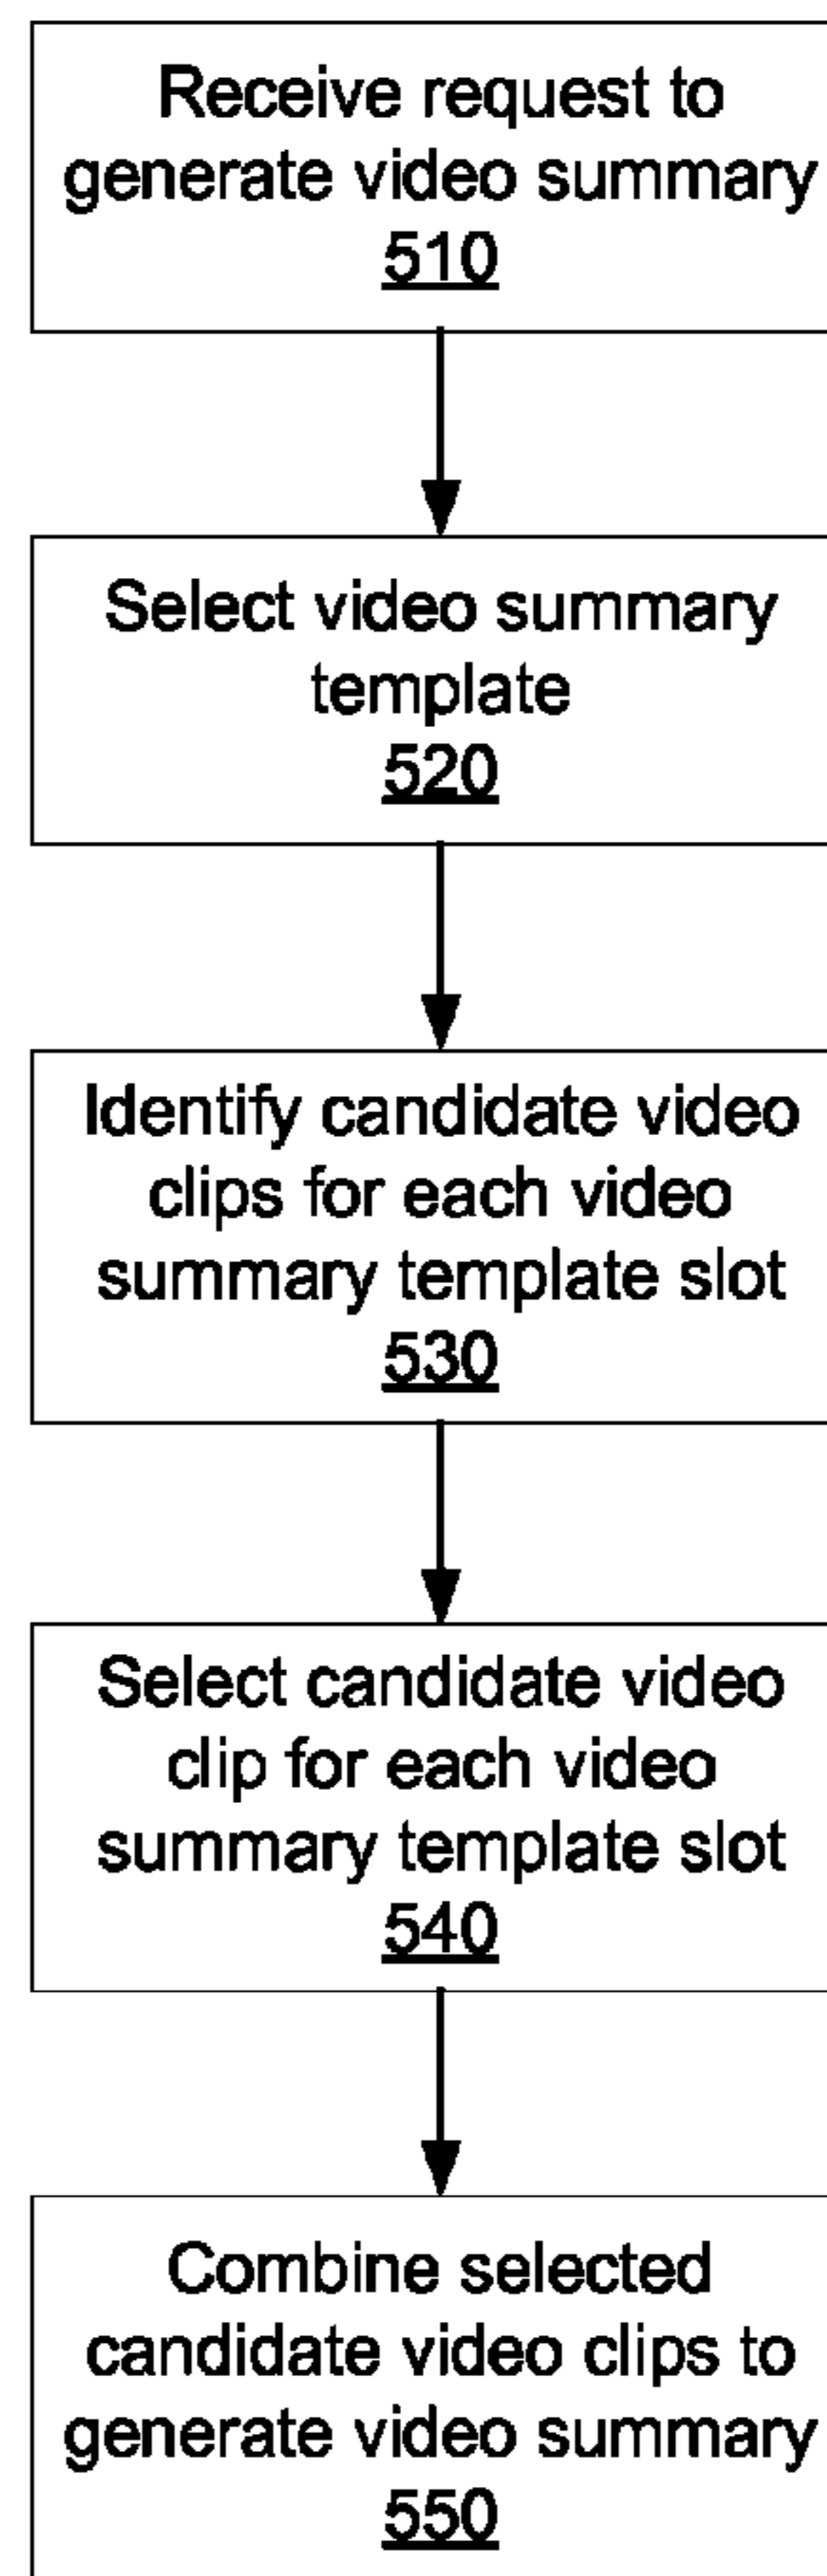 Receive request to
generate video summary
510
Select video summary
template
520
Identify candidate video
clips for each video
summary template slot
530
Select candidate video
clip for each video
summary template slot
540
Combine selected
candidate video clips to
generate video summary
550